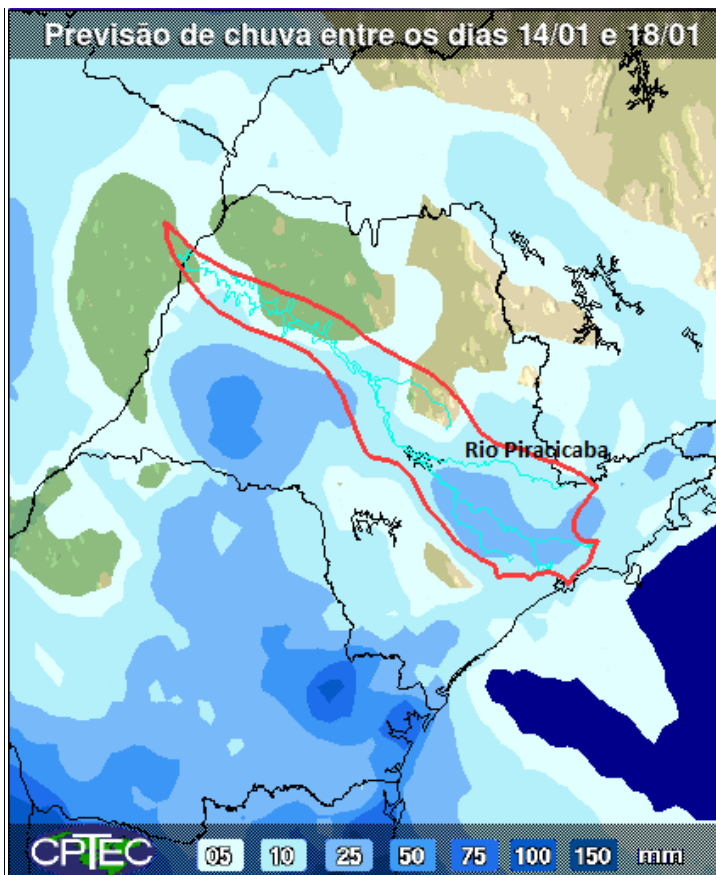 Previsão de chuva entre os dias 14/01 e 18/01
Rio Pirabicaba
CPTEC 05 10 25 50 75 100 150 mm